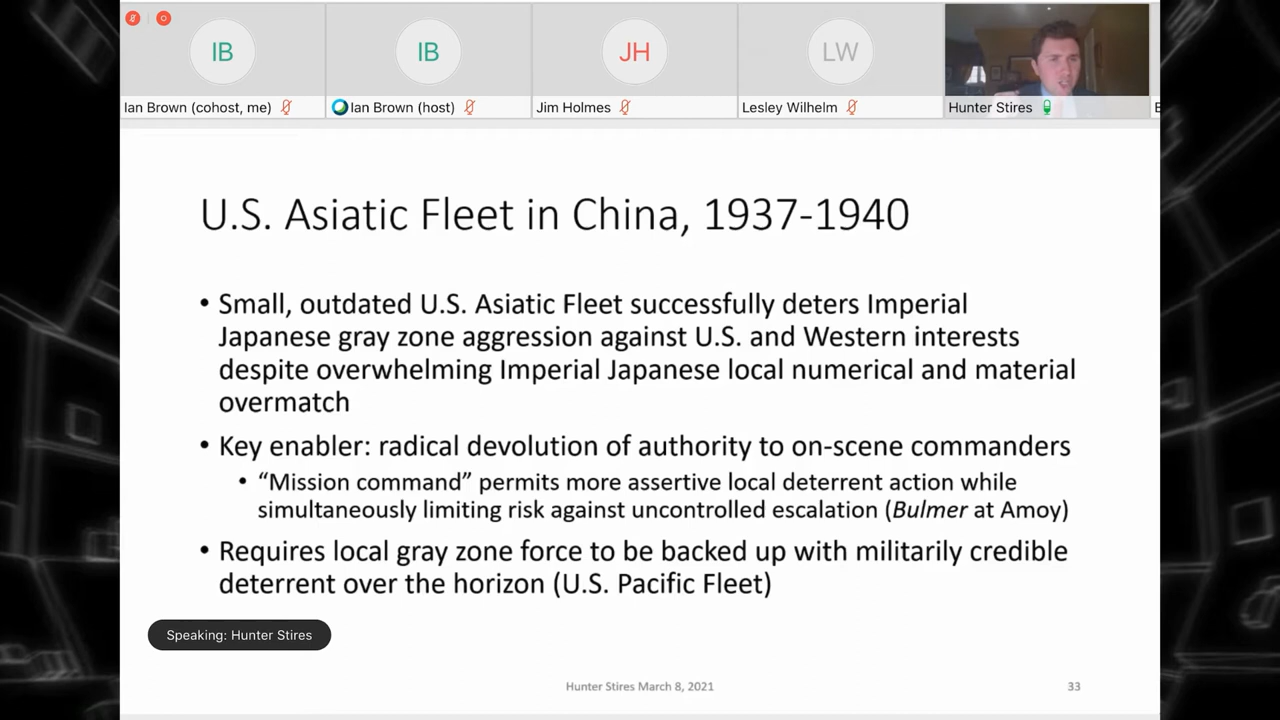 IB
IB
JH
LW
Ian Brown (cohost, me)
Ian Brown (host)
Jim Holmes
Lesley Wilhelm
Hunter Stires
E
U.S. Asiatic Fleet in China, 1937-1940
• Small, outdated U.S. Asiatic Fleet successfully deters Imperial
Japanese gray zone aggression against U.S. and Western interests
despite overwhelming Imperial Japanese local numerical and material
overmatch
• Key enabler: radical devolution of authority to on-scene commanders
• “Mission command” permits more assertive local deterrent action while
simultaneously limiting risk against uncontrolled escalation (Bulmer at Amoy)
• Requires local gray zone force to be backed up with militarily credible
deterrent over the horizon (U.S. Pacific Fleet)
Speaking: Hunter Stires
Hunter Stires March 8, 2021
33